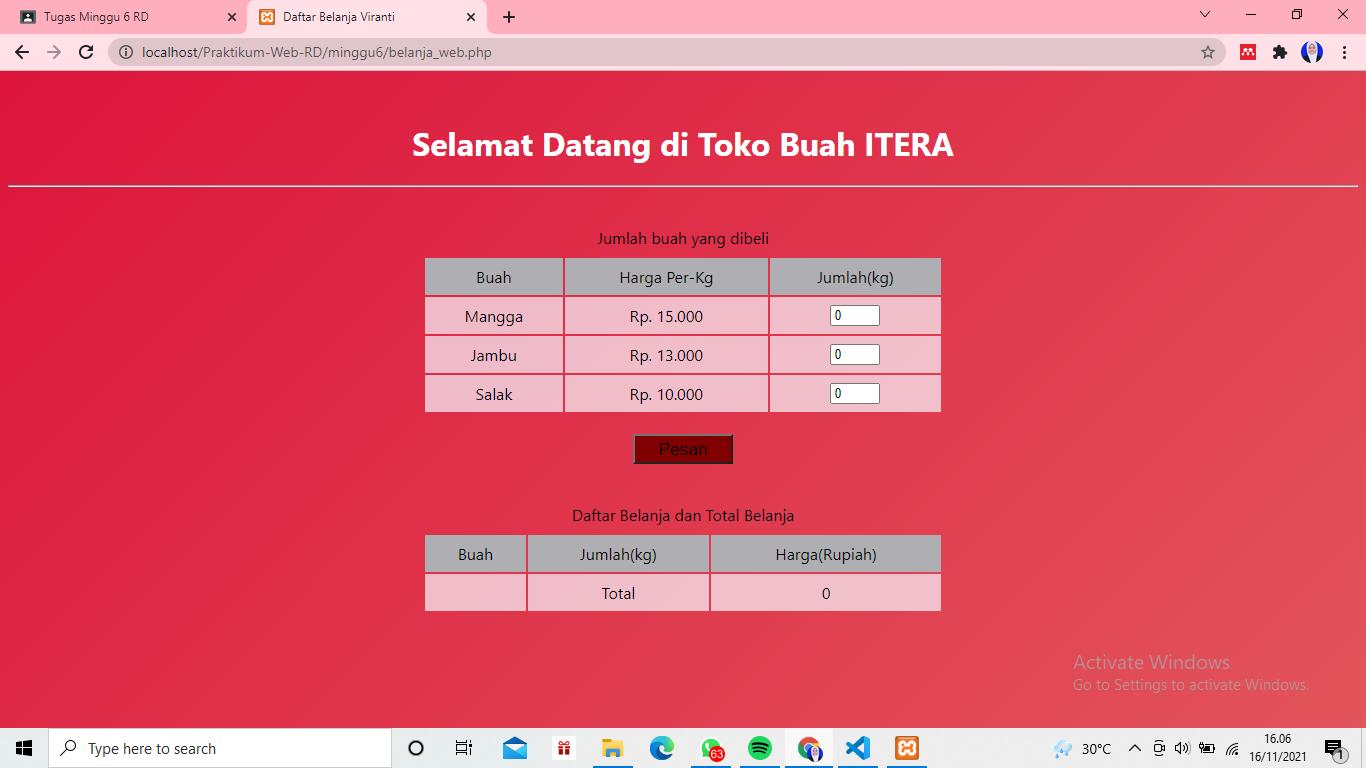 Tugas Minggu 6 RD
Daftar Belanja Viranti
localhost/Praktikum-Web-RD/minggu6/belanja_web.php
Selamat Datang di Toko Buah ITERA
Jumlah buah yang dibeli
Buah Harga Per-Kg Jumlah(kg)
Mangga Rp. 15.000 0
Jambu Rp. 13.000 0
Salak Rp. 10.000 0
Pesan
Daftar Belanja dan Total Belanja
Buah Jumlah(kg) Harga(Rupiah)
Total 0
Activate Windows
Go to Settings to activate Windows.
Type here to search
63
30°C
16.06
16/11/2021
1